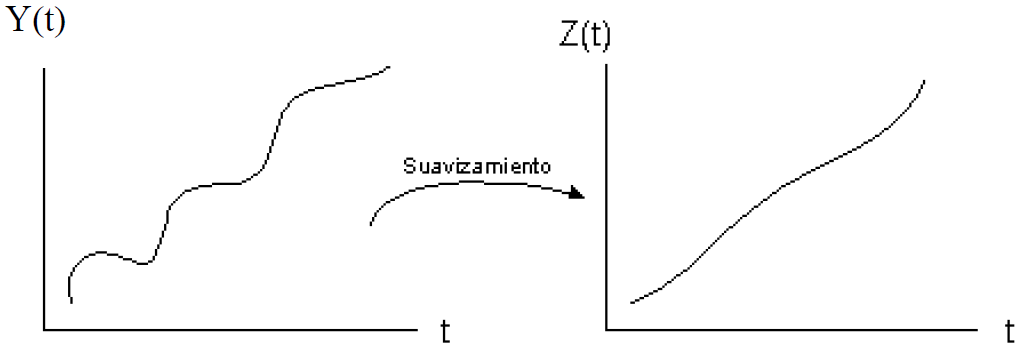 Y(t)
Z(t)
Suavizamiento
t
t